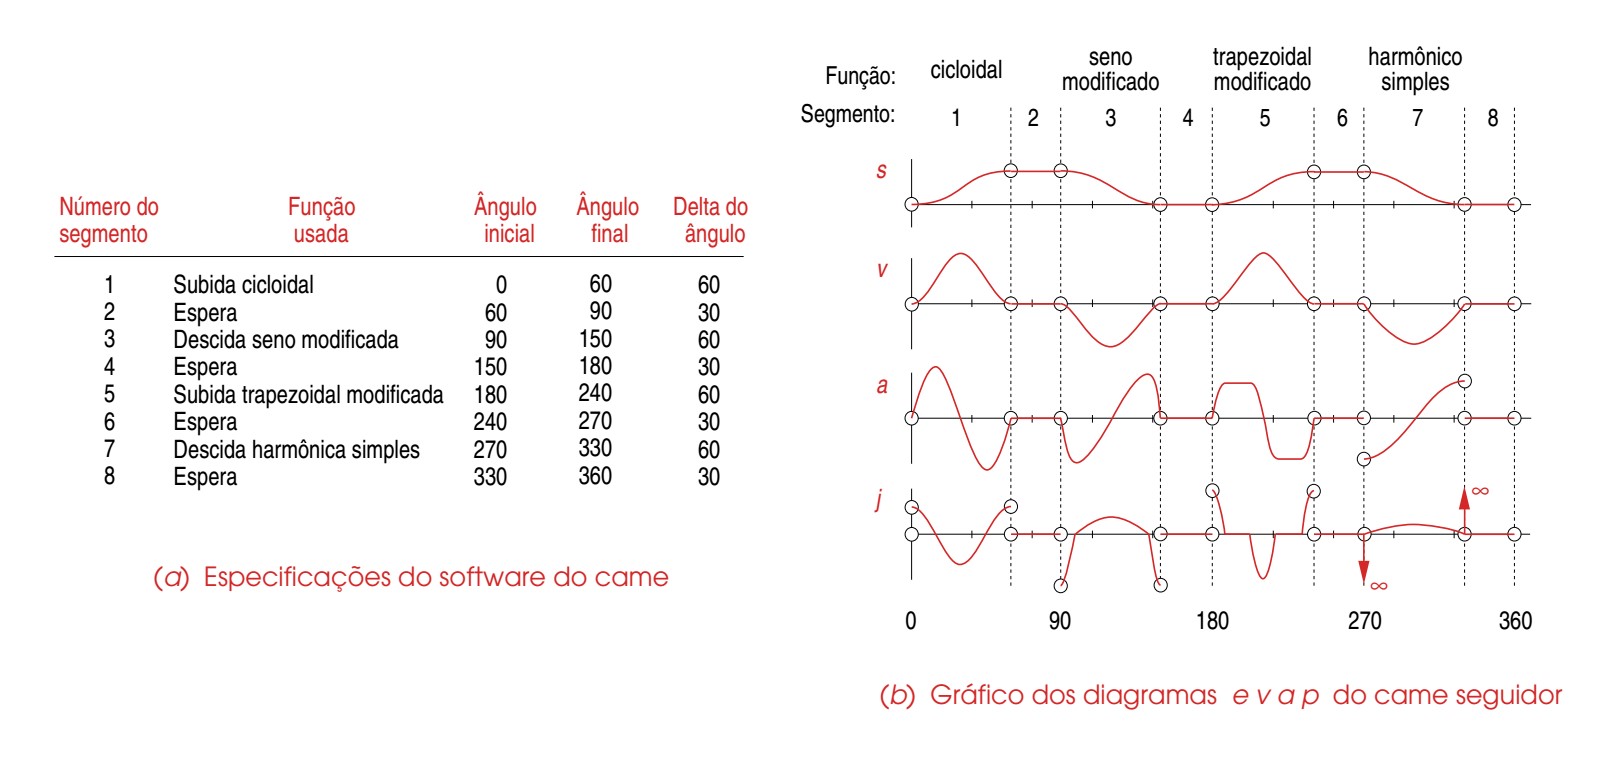 Número do segmento Função usada Ângulo inicial Ângulo final Delta do ângulo
1 Subida cicloidal 0 60 60
2 Espera 60 90 30
3 Descida seno modificada 90 150 60
4 Espera 150 180 30
5 Subida trapezoidal modificada 180 240 60
6 Espera 240 270 30
7 Descida harmônica simples 270 330 60
8 Espera 330 360 30
(a) Especificações do software do came
Função: cicloidal seno modificado trapezoidal modificado harmônico simples
Segmento: 1 2 3 4 5 6 7 8
s
v
a
j
∞
∞
0 90 180 270 360
(b) Gráfico dos diagramas e v a p do came seguidor